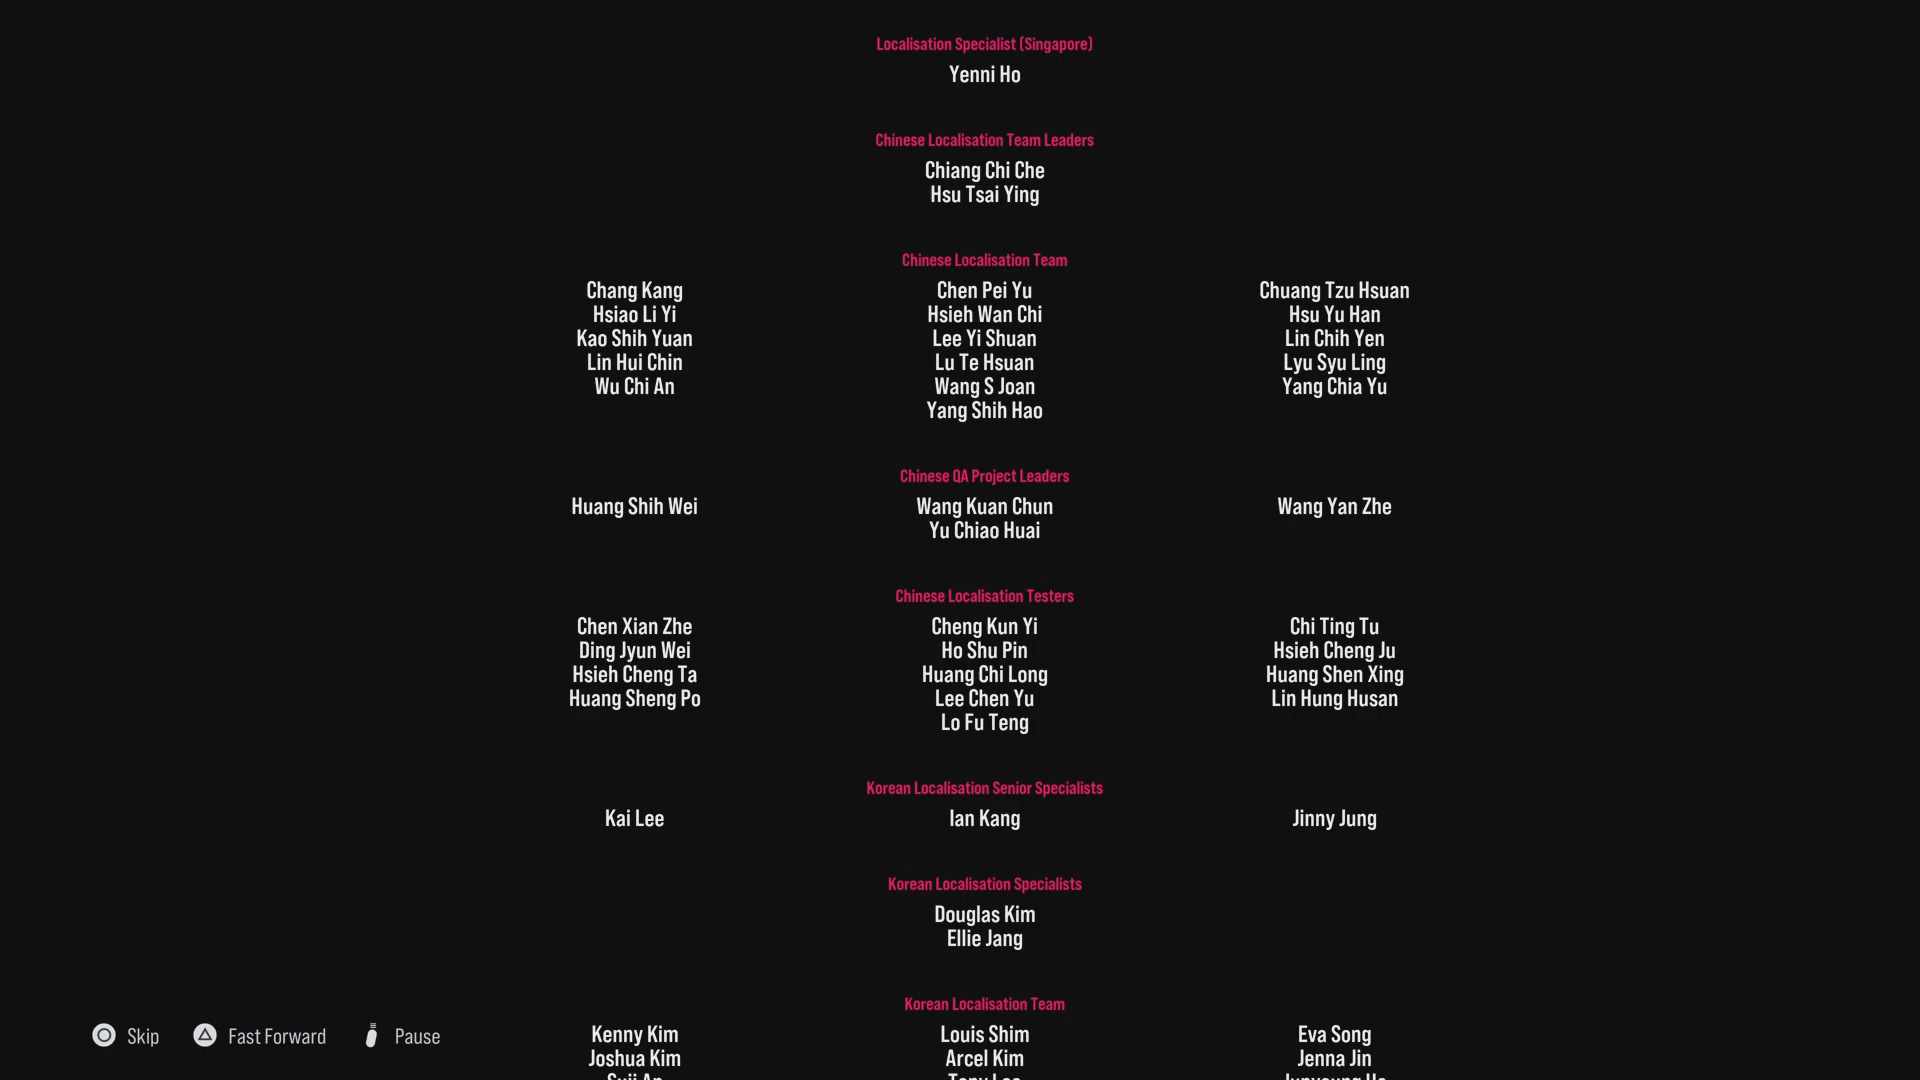 Localisation Specialist (Singapore)
Yenni Ho
Chinese Localisation Team Leaders
Chiang Chi Che
Hsu Tsai Ying
Chinese Localisation Team
Chang Kang Chen Pei Yu Chuang Tzu Hsuan
Hsiao Li Yi Hsieh Wan Chi Hsu Yu Han
Kao Shih Yuan Lee Yi Shuan Lin Chih Yen
Lin Hui Chin Lu Te Hsuan Lyu Syu Ling
Wu Chi An Wang S Joan Yang Chia Yu
Yang Shih Hao
Chinese QA Project Leaders
Huang Shih Wei Wang Kuan Chun Wang Yan Zhe
Yu Chiao Huai
Chinese Localisation Testers
Chen Xian Zhe Cheng Kun Yi Chi Ting Tu
Ding Jyun Wei Ho Shu Pin Hsieh Cheng Ju
Hsieh Cheng Ta Huang Chi Long Huang Shen Xing
Huang Sheng Po Lee Chen Yu Lin Hung Husan
Lo Fu Teng
Korean Localisation Senior Specialists
Kai Lee Ian Kang Jinny Jung
Korean Localisation Specialists
Douglas Kim
Ellie Jang
Korean Localisation Team
Kenny Kim Louis Shim Eva Song
Joshua Kim Arcel Kim Jenna Jin
Skip Fast Forward Pause